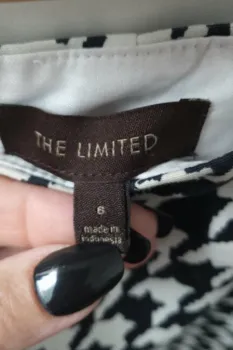 THE LIMITED
6
made in
indonesia